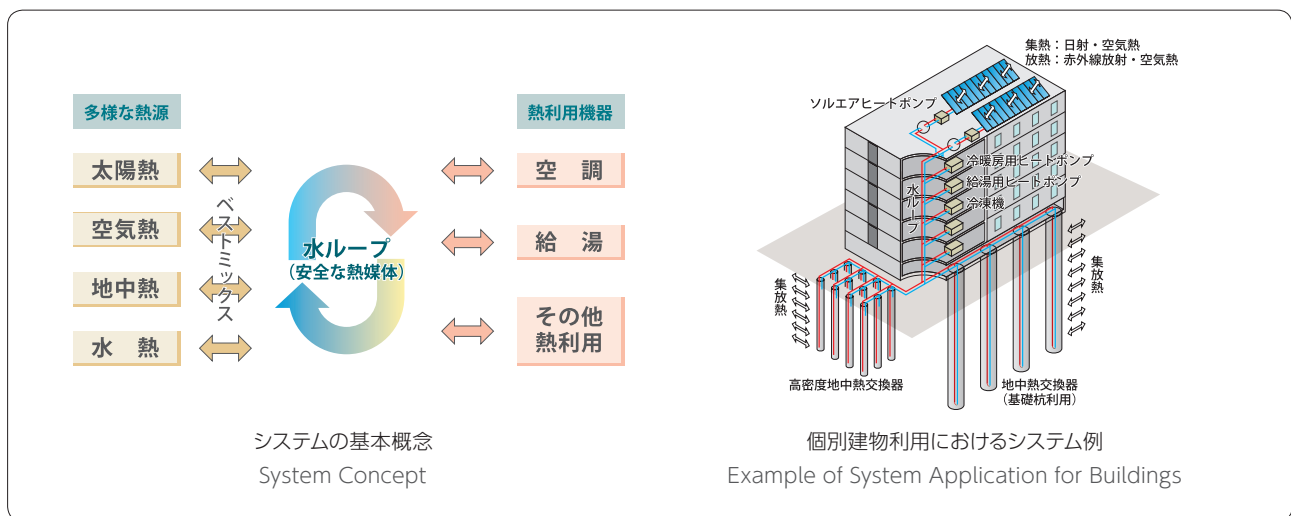 多様な熱源
太陽熱
空気熱
地中熱
水 熱
ベストミックス
水ループ
(安全な熱媒体)
熱利用機器
空 調
給 湯
その他
熱利用
システムの基本概念
System Concept
集熱：日射・空気熱
放熱：赤外線放射・空気熱
ソルエアヒートポンプ
冷暖房用ヒートポンプ
給湯用ヒートポンプ
冷凍機
水ループ
集放熱
集放熱
高密度地中熱交換器
地中熱交換器
(基礎杭利用)
個別建物利用におけるシステム例
Example of System Application for Buildings